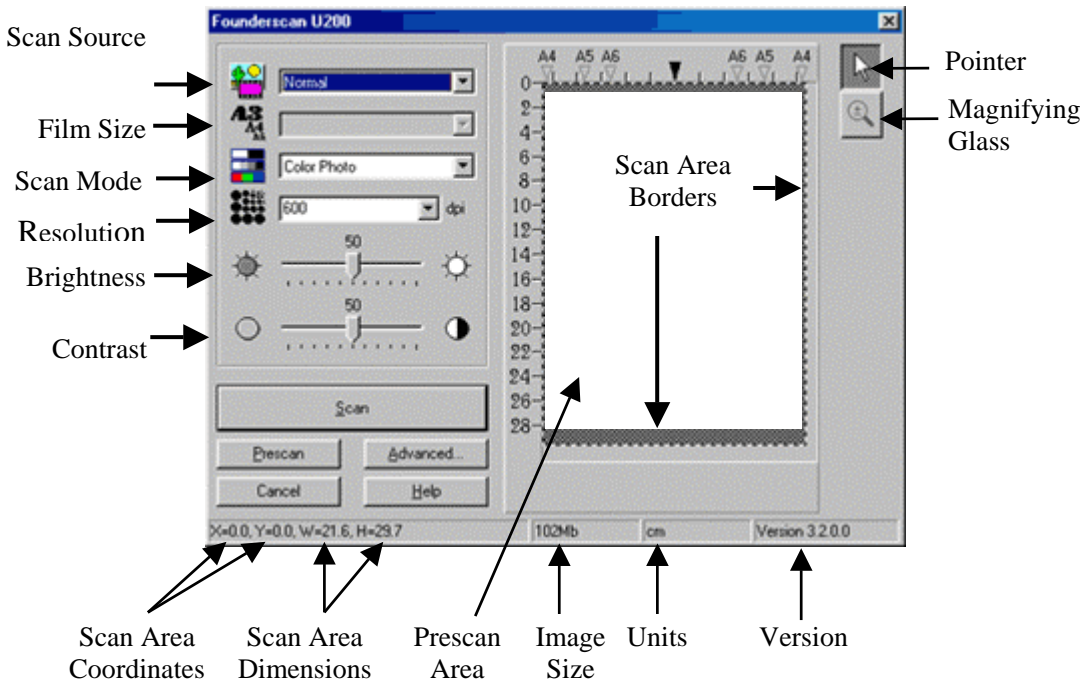 Founderscan U200
Scan Source
Normal
Film Size
Scan Mode
Color Photo
Resolution
600 dpi
Brightness
50
Contrast
50
Scan
Prescan
Advanced...
Cancel
Help
A4 A5 A6 A6 A5 A4
0
2
4
6
8
10
12
14
16
18
20
22
24
26
28
Scan Area
Borders
Pointer
Magnifying
Glass
X=0.0, Y=0.0, W=21.6, H=29.7
102Mb
cm
Version 3.2.0.0
Scan Area
Coordinates
Scan Area
Dimensions
Prescan
Area
Image
Size
Units
Version